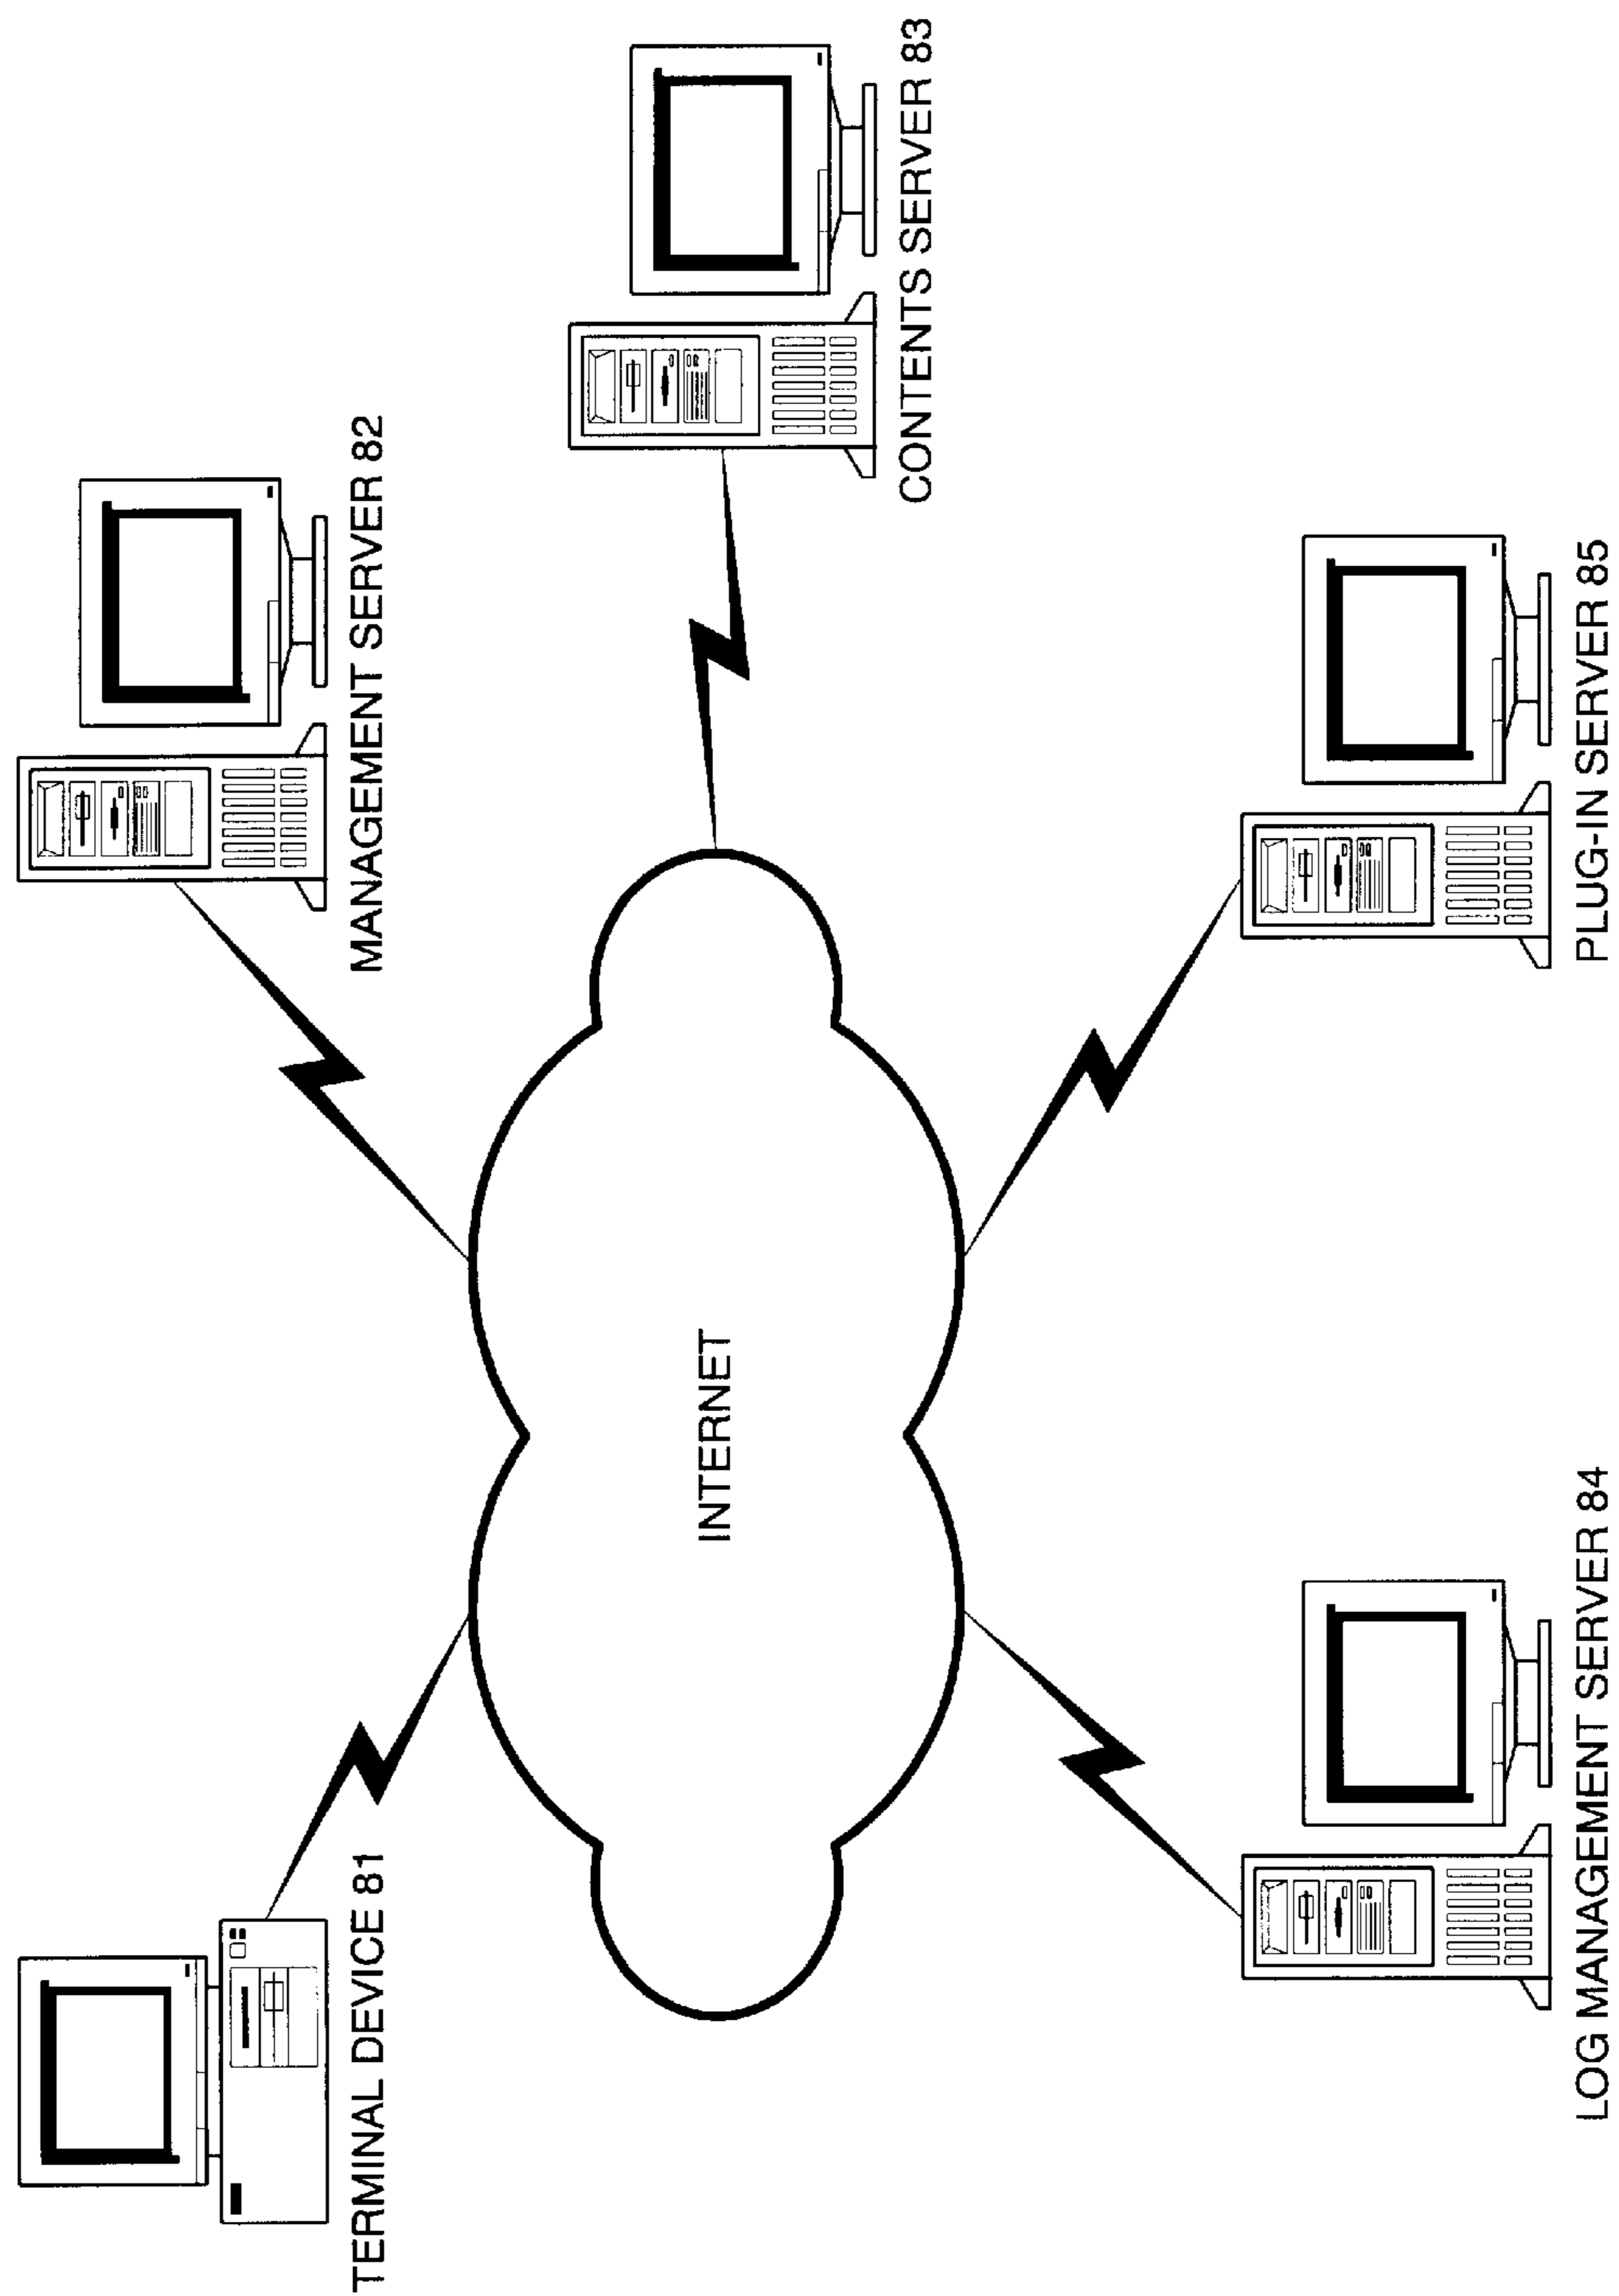 TERMINAL DEVICE 81
MANAGEMENT SERVER 82
INTERNET
CONTENTS SERVER 83
LOG MANAGEMENT SERVER 84
PLUG-IN SERVER 85